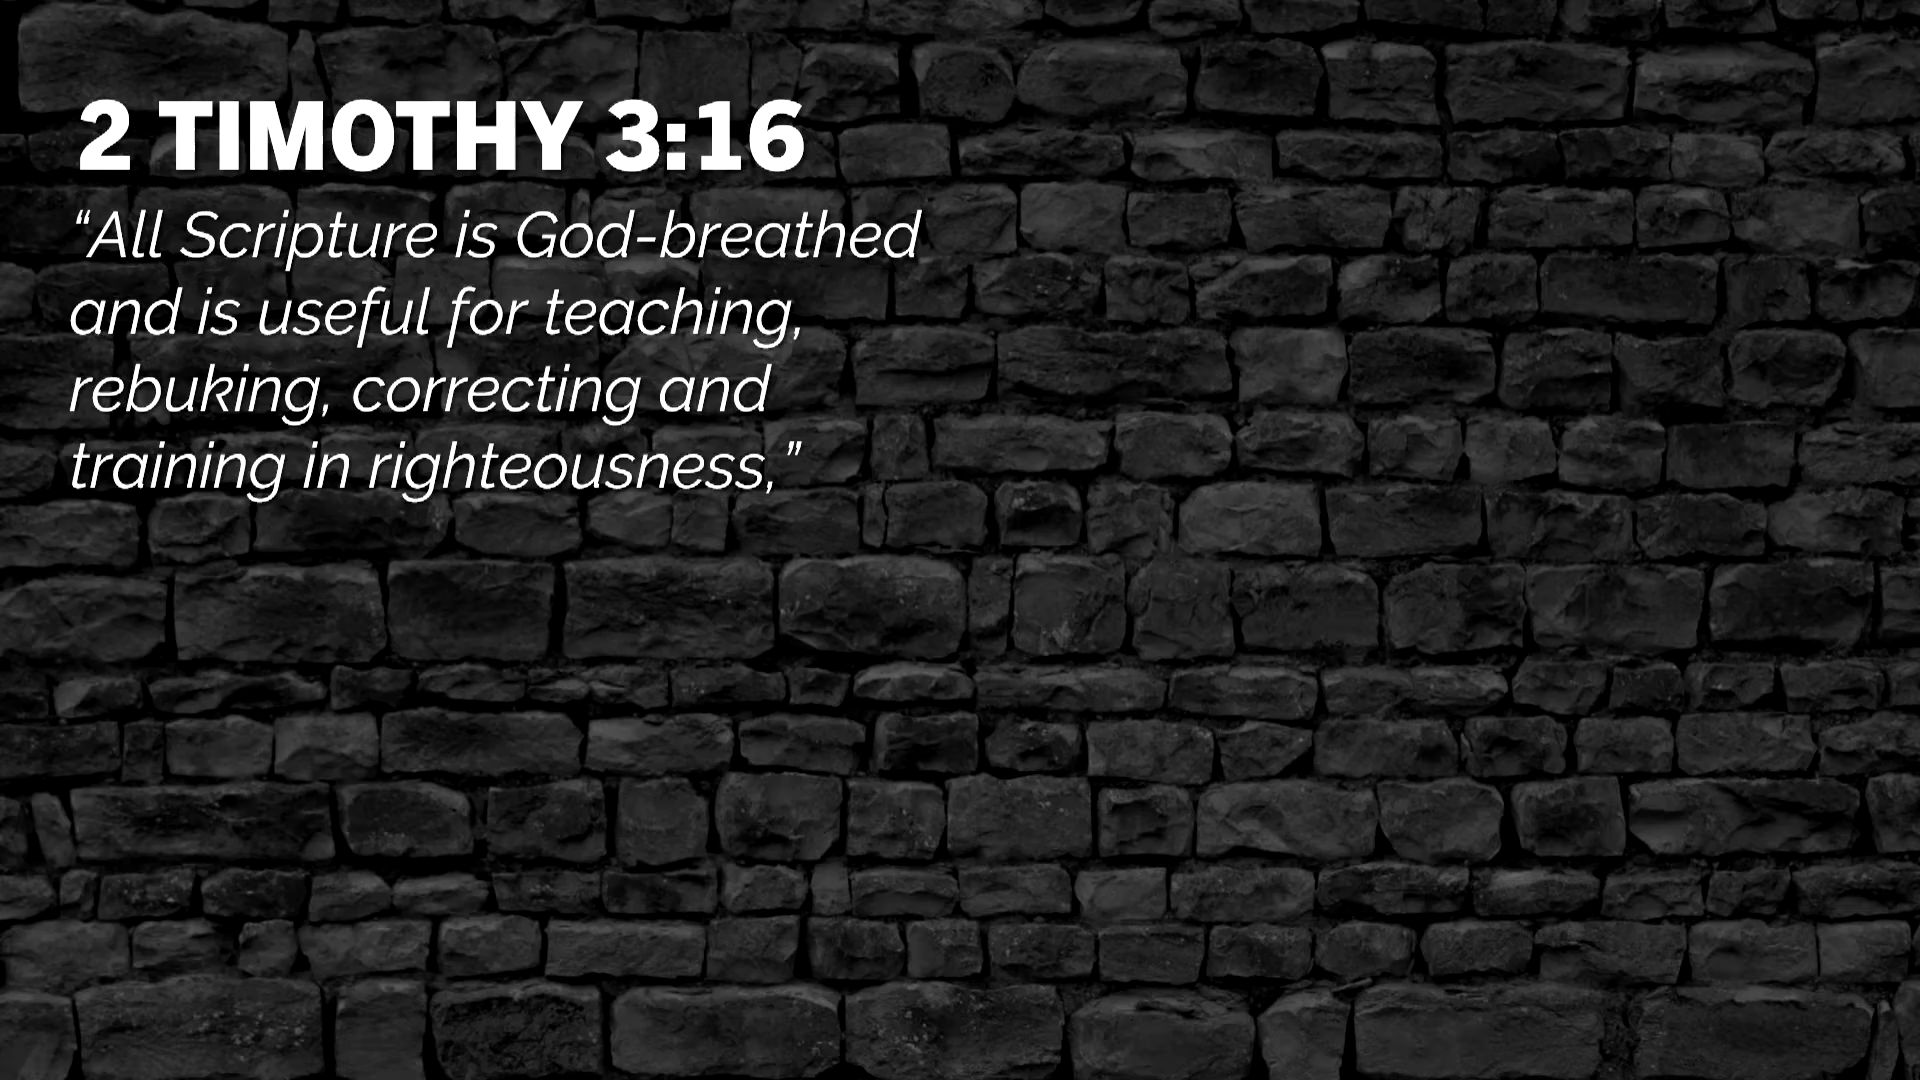 2 TIMOTHY 3:16
“All Scripture is God-breathed
and is useful for teaching,
rebuking, correcting and
training in righteousness,”